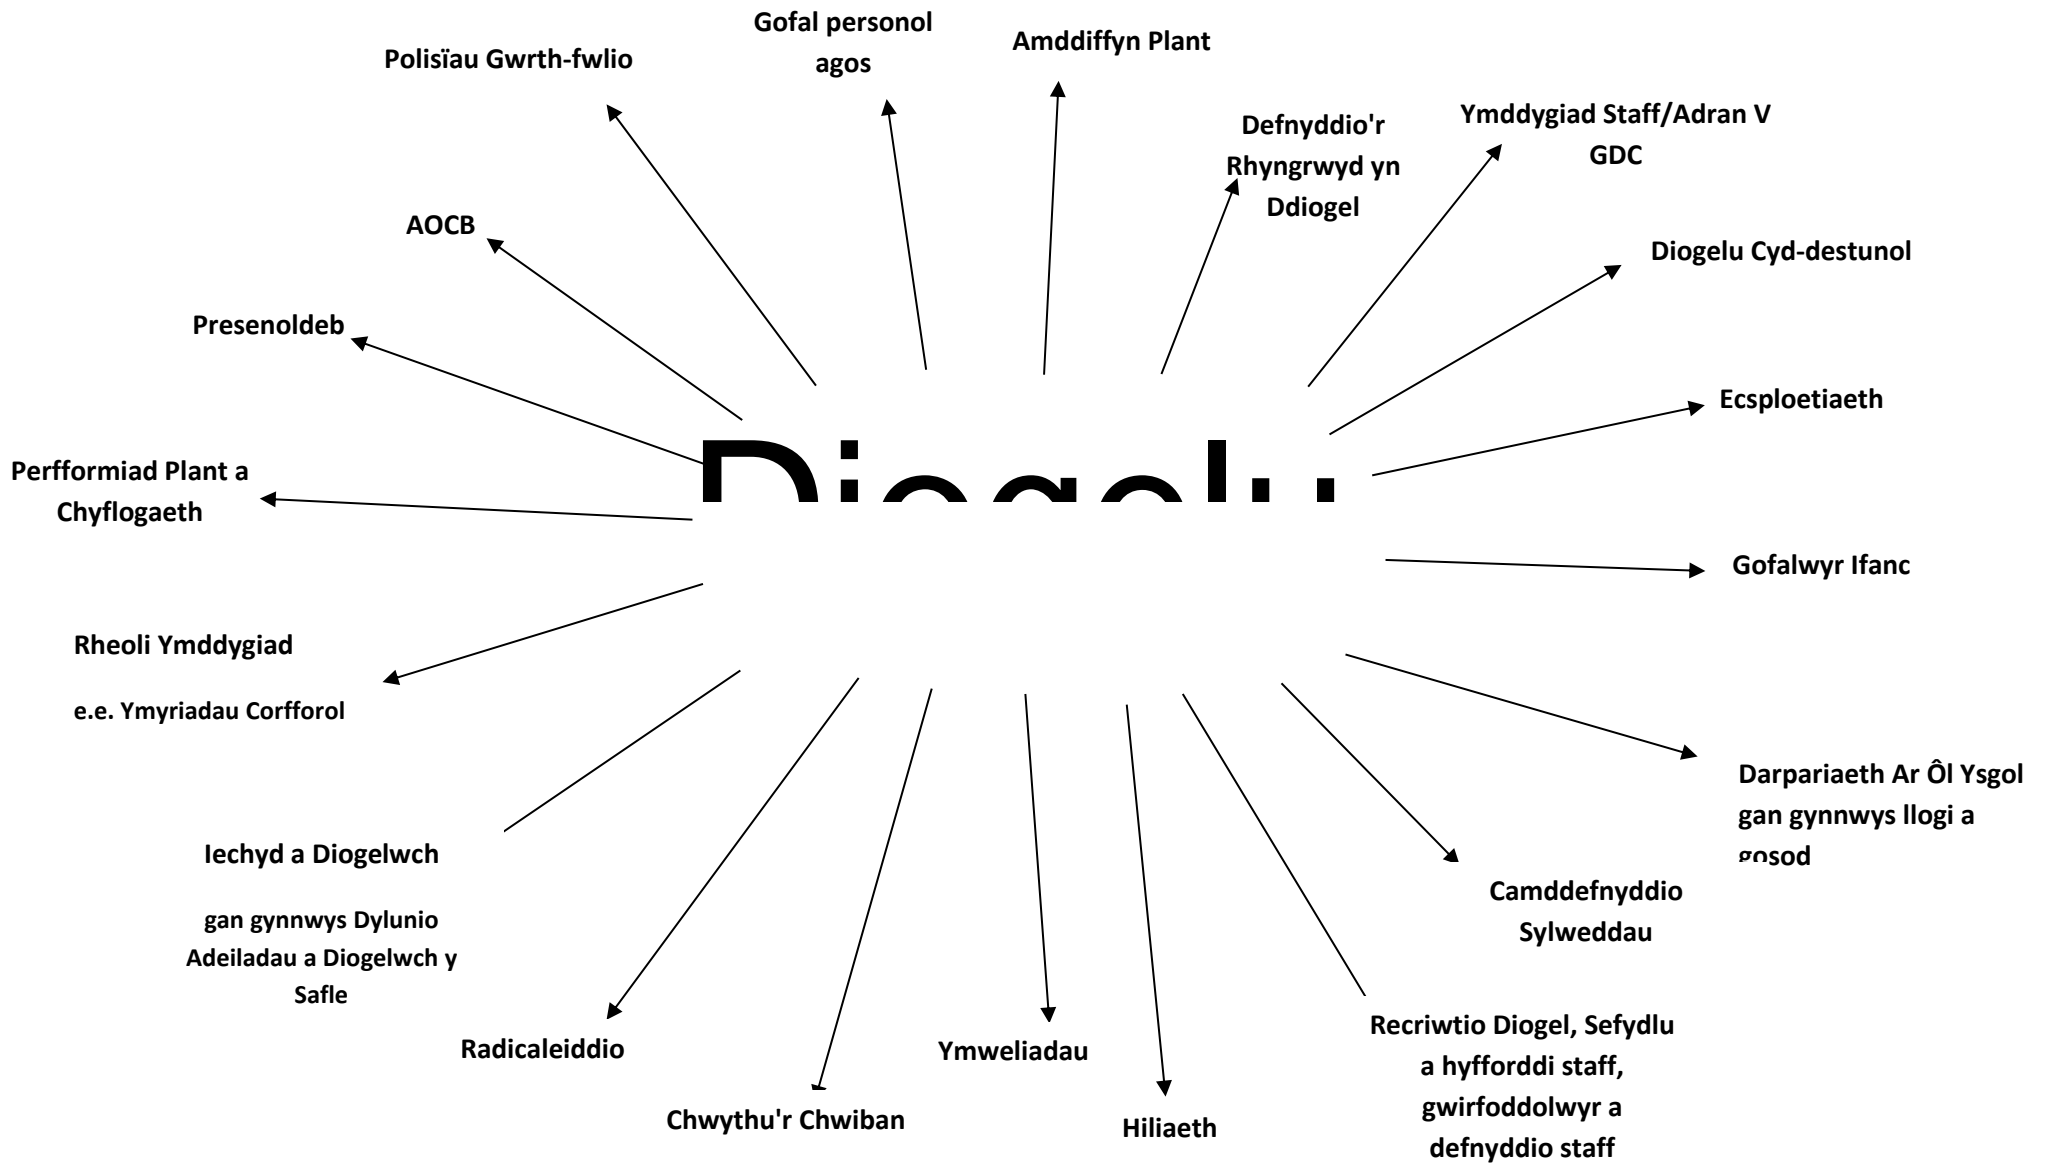 Gofal personol
agos
Amddiffyn Plant
Polisïau Gwrth-fwlio
Defnyddio'r
Rhyngrwyd yn
Ddiogel
Ymddygiad Staff/Adran V
GDC
AOCB
Diogelu Cyd-destunol
Presenoldeb
Ecsploetiaeth
Diogelu
Perfformiad Plant a
Chyflogaeth
Gofalwyr Ifanc
Rheoli Ymddygiad
e.e. Ymyriadau Corfforol
Darpariaeth Ar Ôl Ysgol
gan gynnwys llogi a
gosod
Iechyd a Diogelwch
gan gynnwys Dylunio
Adeiladau a Diogelwch y
Safle
Camddefnyddio
Sylweddau
Radicaleiddio
Ymweliadau
Recriwtio Diogel, Sefydlu
a hyfforddi staff,
gwirfoddolwyr a
defnyddio staff
Chwythu'r Chwiban
Hiliaeth